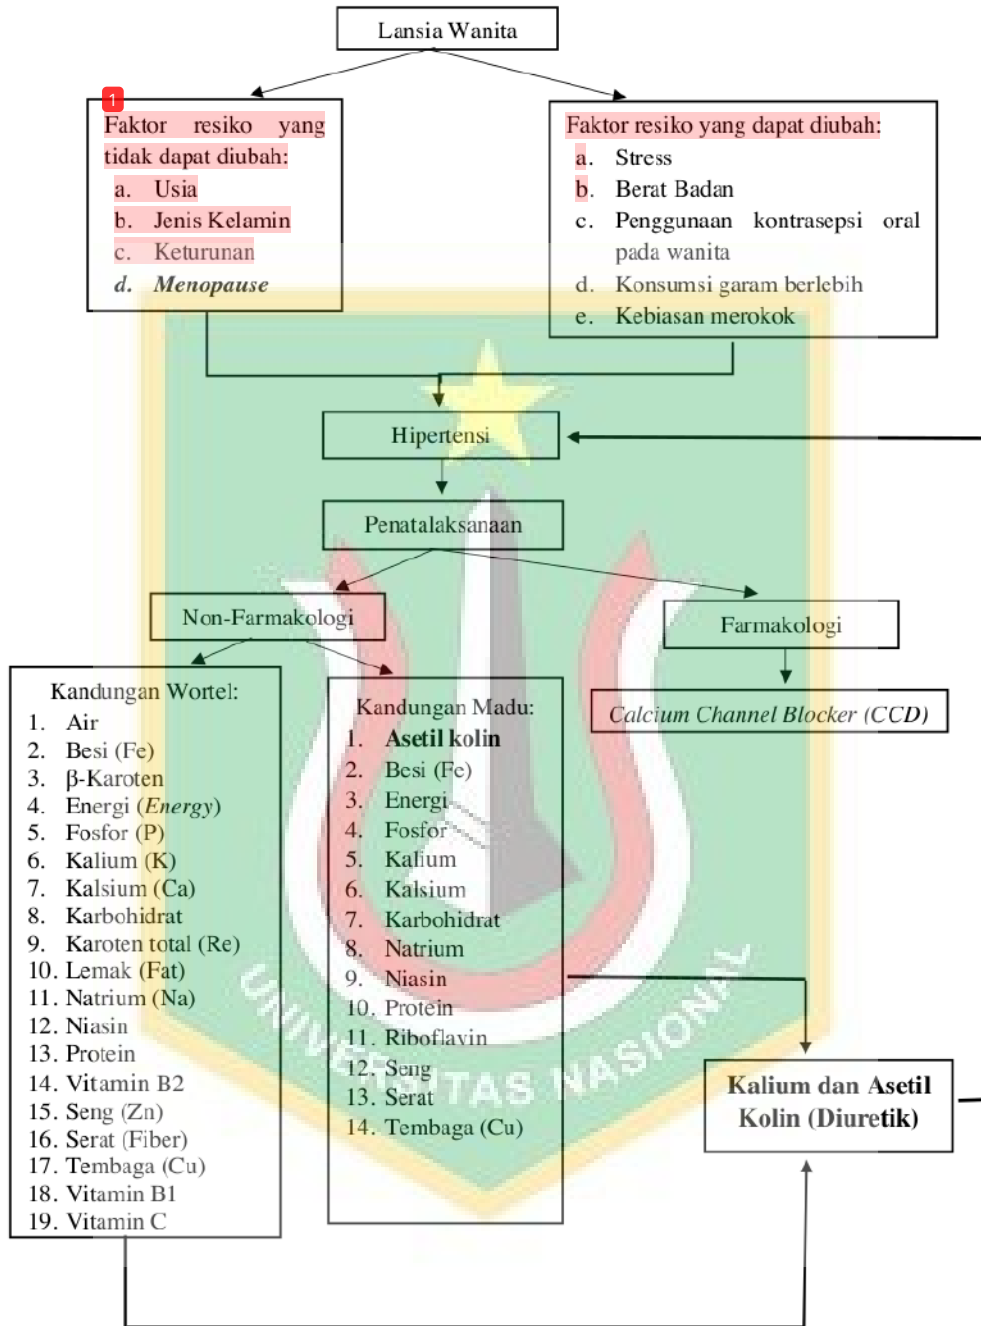 Lansia Wanita
1
Faktor resiko yang
tidak dapat diubah:
a. Usia
b. Jenis Kelamin
c. Keturunan
d. Menopause
Faktor resiko yang dapat diubah:
a. Stress
b. Berat Badan
c. Penggunaan kontrasepsi oral
pada wanita
d. Konsumsi garam berlebih
e. Kebiasan merokok
Hipertensi
Penatalaksanaan
Non-Farmakologi
Farmakologi
Calcium Channel Blocker (CCD)
Kandungan Wortel:
1. Air
2. Besi (Fe)
3. β-Karoten
4. Energi (Energy)
5. Fosfor (P)
6. Kalium (K)
7. Kalsium (Ca)
8. Karbohidrat
9. Karoten total (Re)
10. Lemak (Fat)
11. Natrium (Na)
12. Niasin
13. Protein
14. Vitamin B2
15. Seng (Zn)
16. Serat (Fiber)
17. Tembaga (Cu)
18. Vitamin B1
19. Vitamin C
Kandungan Madu:
1. Asetil kolin
2. Besi (Fe)
3. Energi
4. Fosfor
5. Kalium
6. Kalsium
7. Karbohidrat
8. Natrium
9. Niasin
10. Protein
11. Riboflavin
12. Seng
13. Serat
14. Tembaga (Cu)
Kalium dan Asetil
Kolin (Diuretik)
UNIVERSITAS NASIONAL